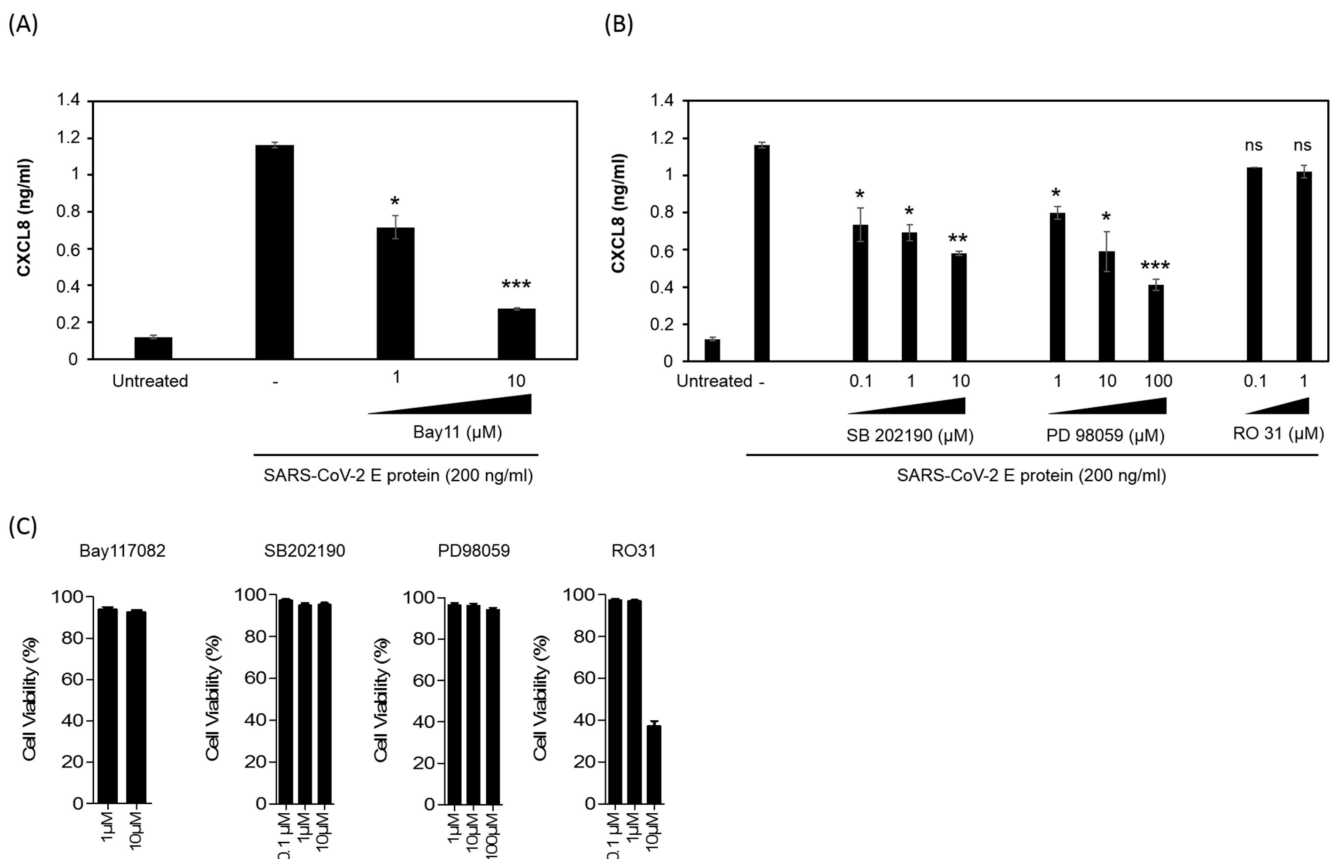 (A)
1.4
1.2
1
0.8
0.6
0.4
0.2
0
CXCL8 (ng/ml)
*
***
Untreated
-
1
10
Bay11 (µM)
SARS-CoV-2 E protein (200 ng/ml)
(B)
1.4
1.2
1
0.8
0.6
0.4
0.2
0
CXCL8 (ng/ml)
* * ** * * *** ns ns
Untreated - 0.1 1 10 1 10 100 0.1 1
SB 202190 (µM) PD 98059 (µM) RO 31 (µM)
SARS-CoV-2 E protein (200 ng/ml)
(C)
Bay117082
100
80
60
40
20
0
Cell Viability (%)
1µM
10µM
SB202190
100
80
60
40
20
0
Cell Viability (%)
0.1 µM
1µM
10µM
PD98059
100
80
60
40
20
0
Cell Viability (%)
1µM
10µM
100µM
RO31
100
80
60
40
20
0
Cell Viability (%)
0.1 µM
1µM
10µM